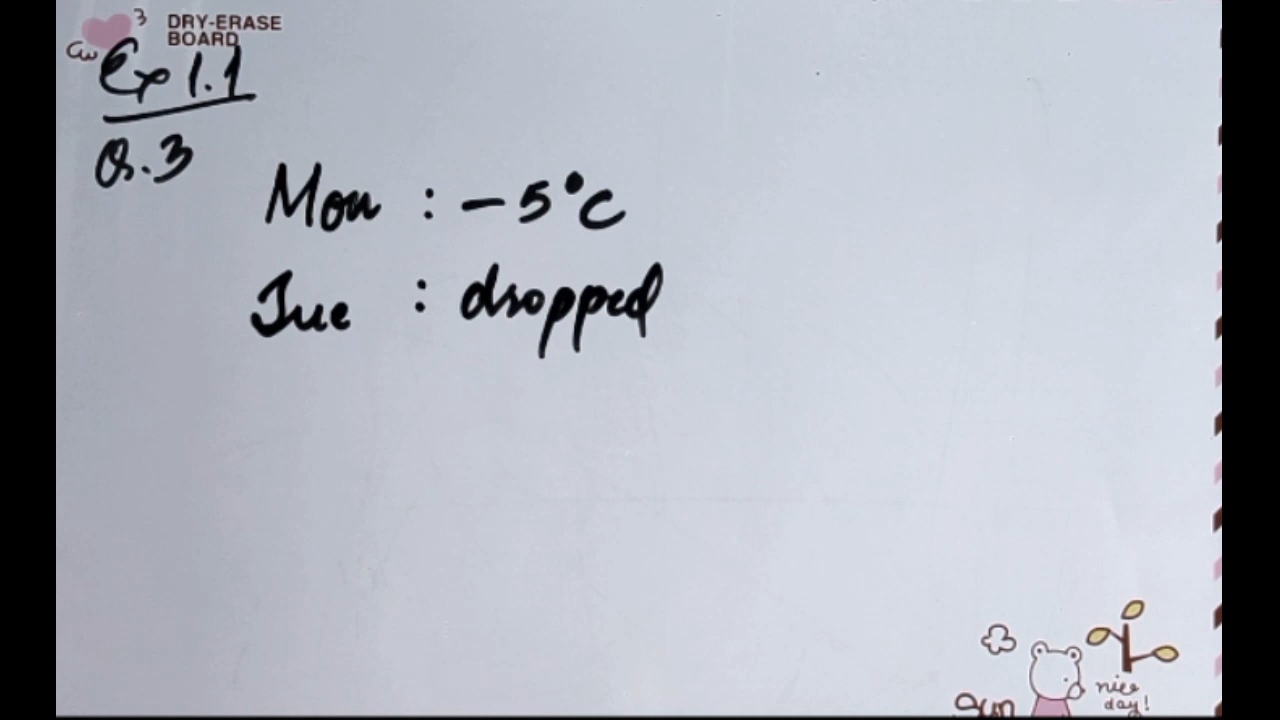 DRY-ERASE
BOARD
Ex 1.1
Q.3
Mon : -5°C
Tue : dropped
nice
day!